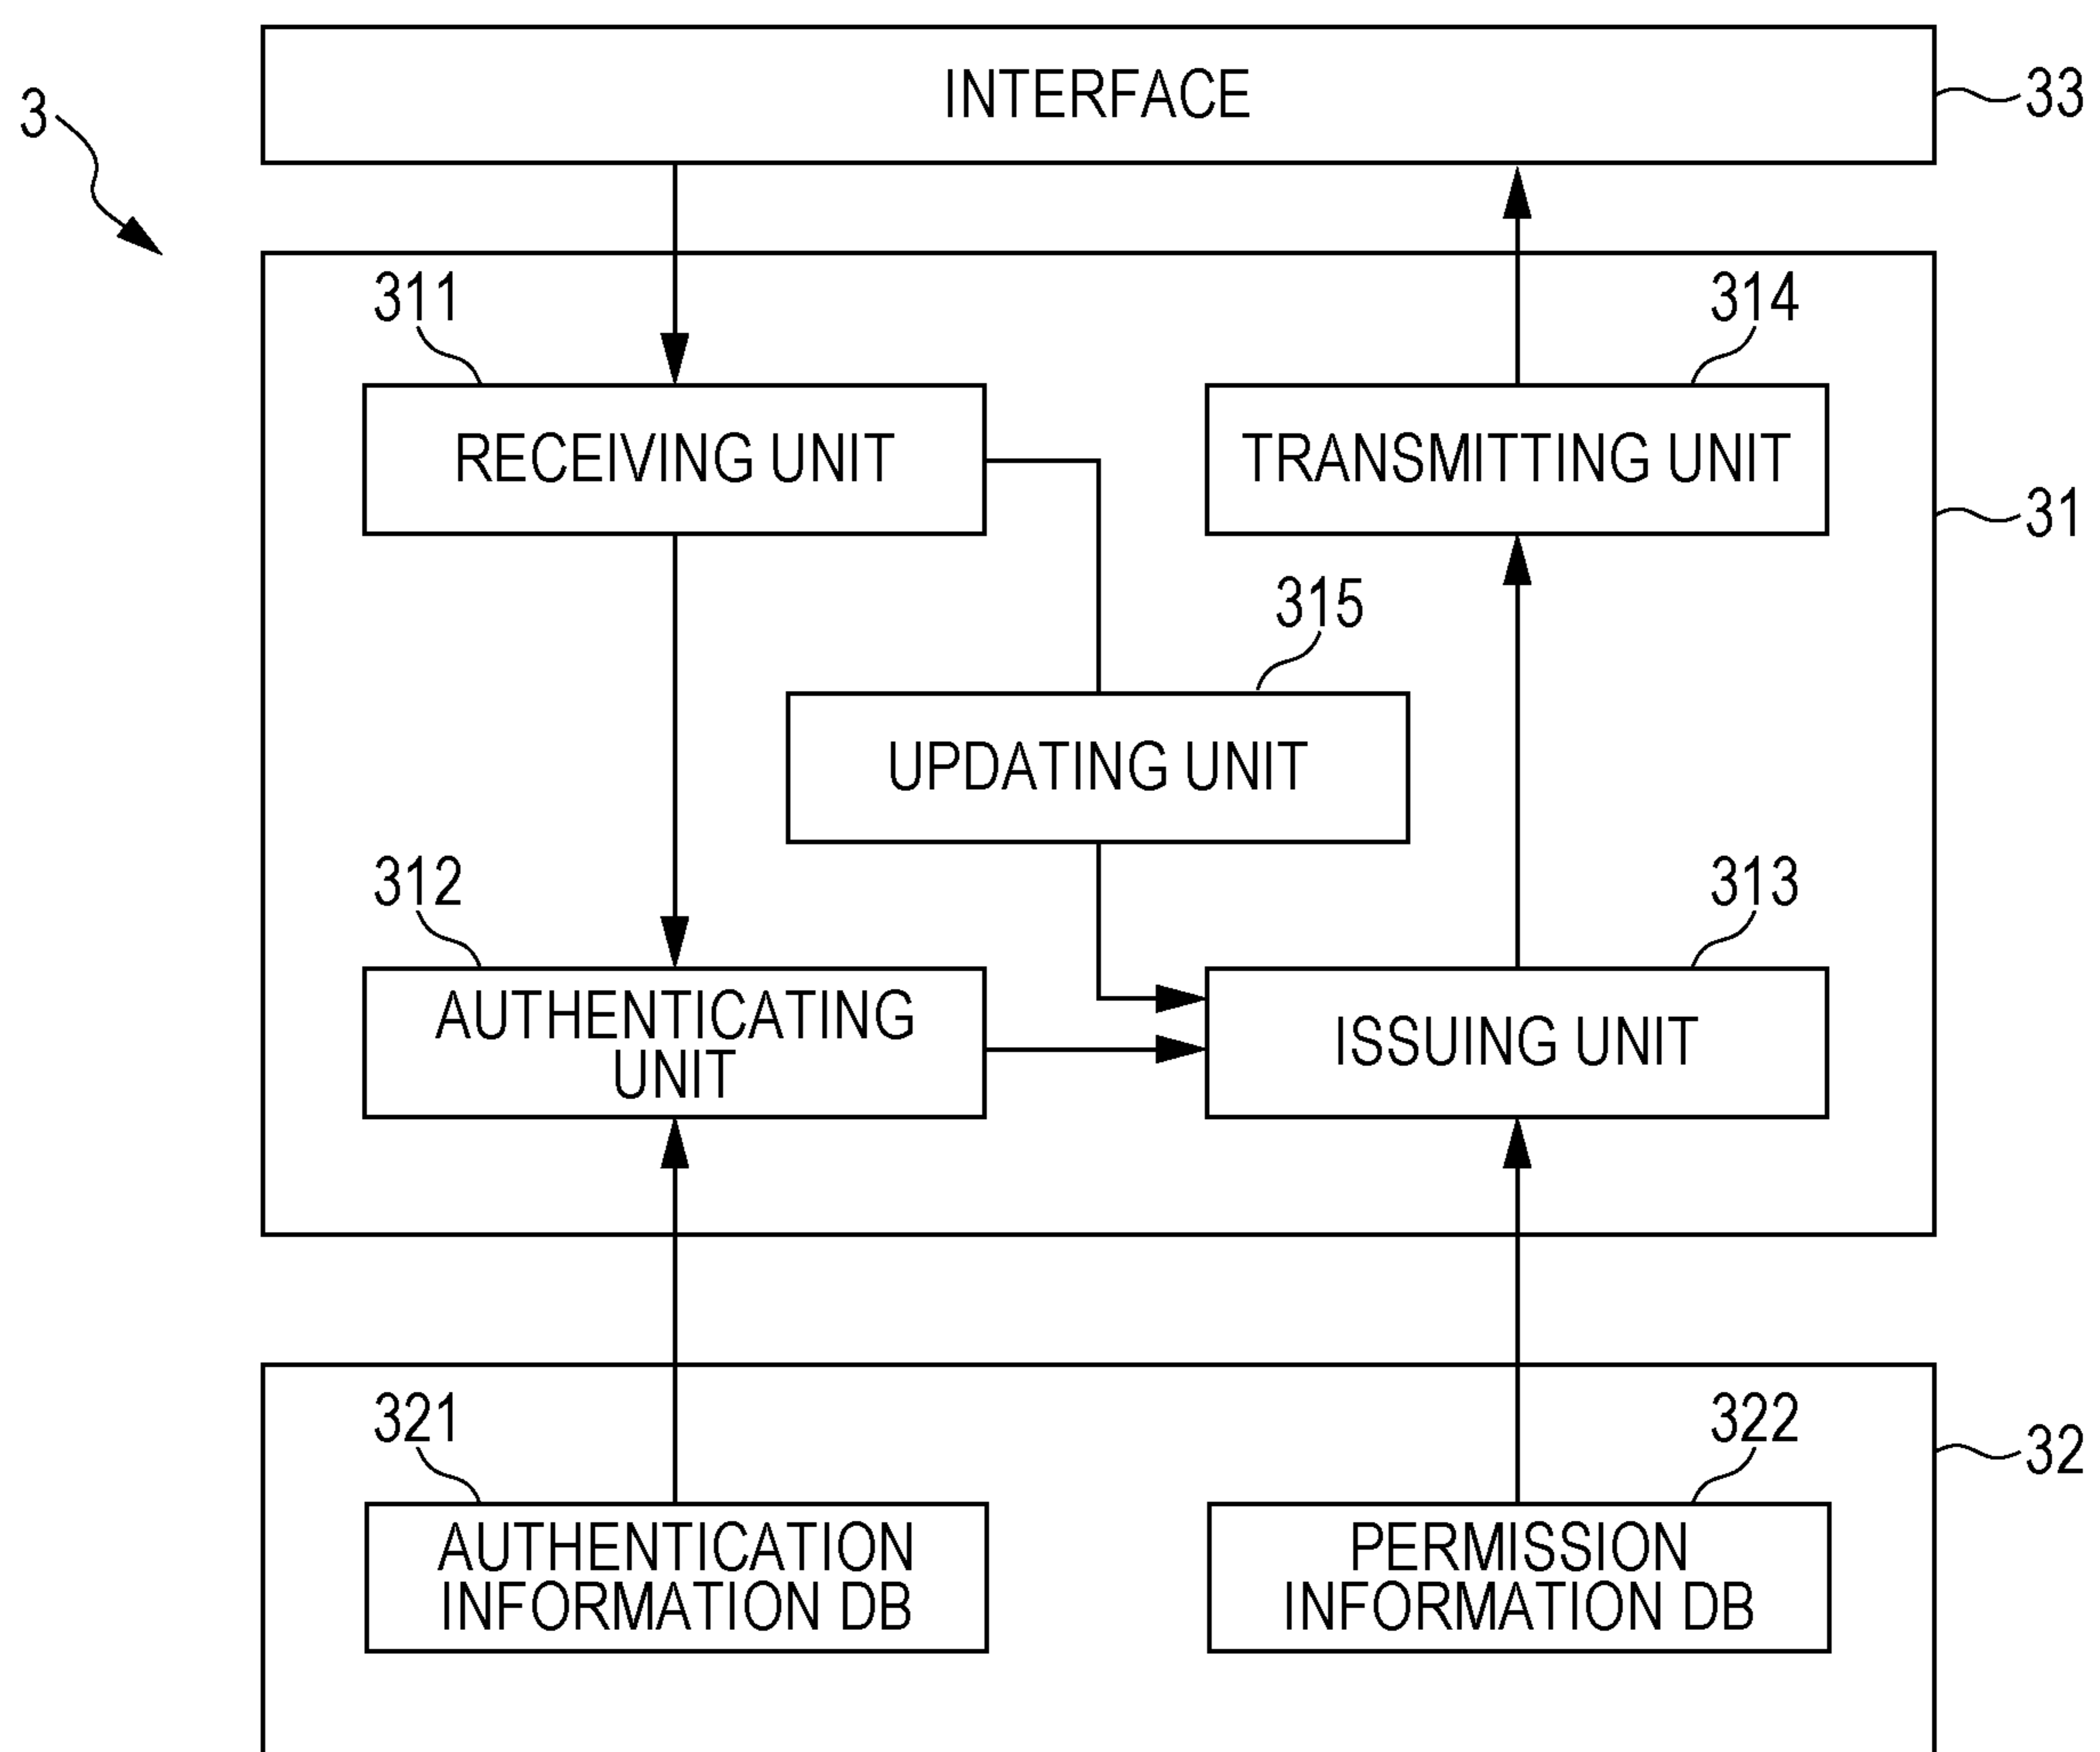 INTERFACE
33
3
311
314
RECEIVING UNIT
TRANSMITTING UNIT
31
315
UPDATING UNIT
312
313
AUTHENTICATING
UNIT
ISSUING UNIT
321
322
32
AUTHENTICATION
INFORMATION DB
PERMISSION
INFORMATION DB